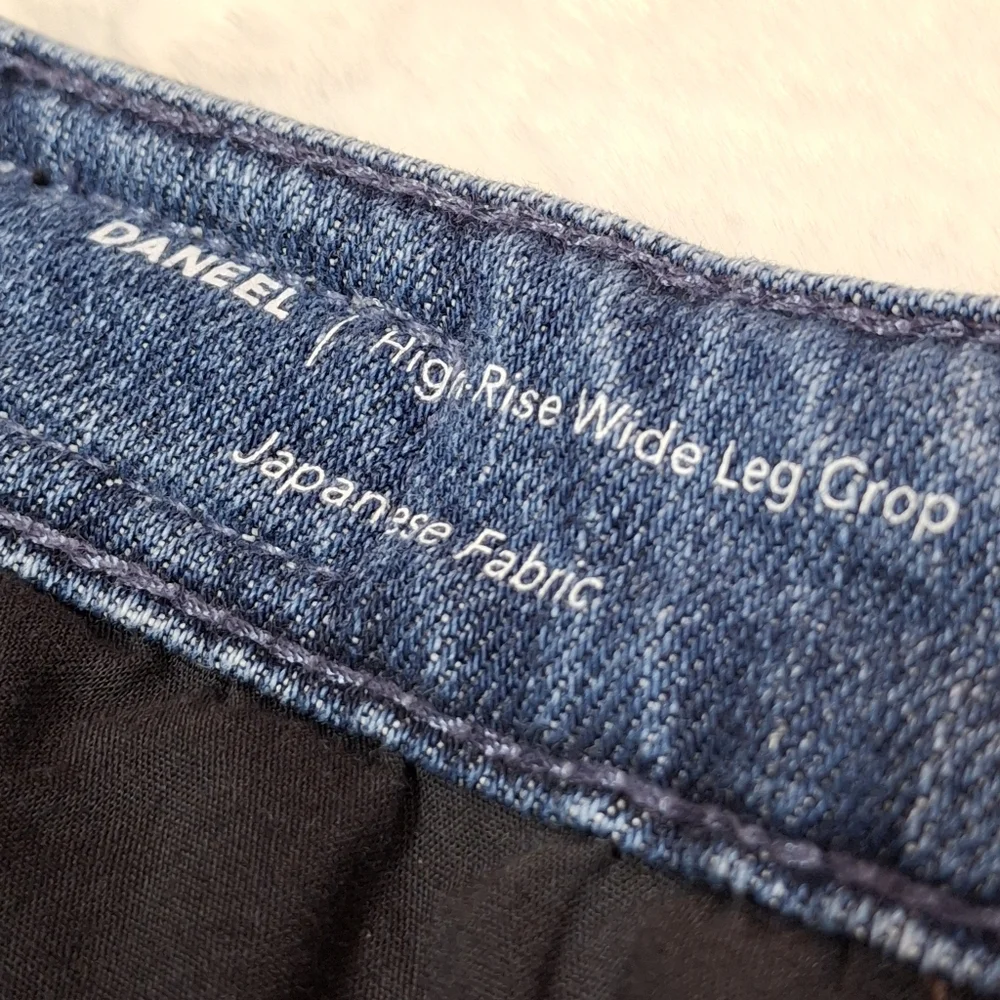 DANEEL / High Rise Wide Leg Crop
Japanese Fabric